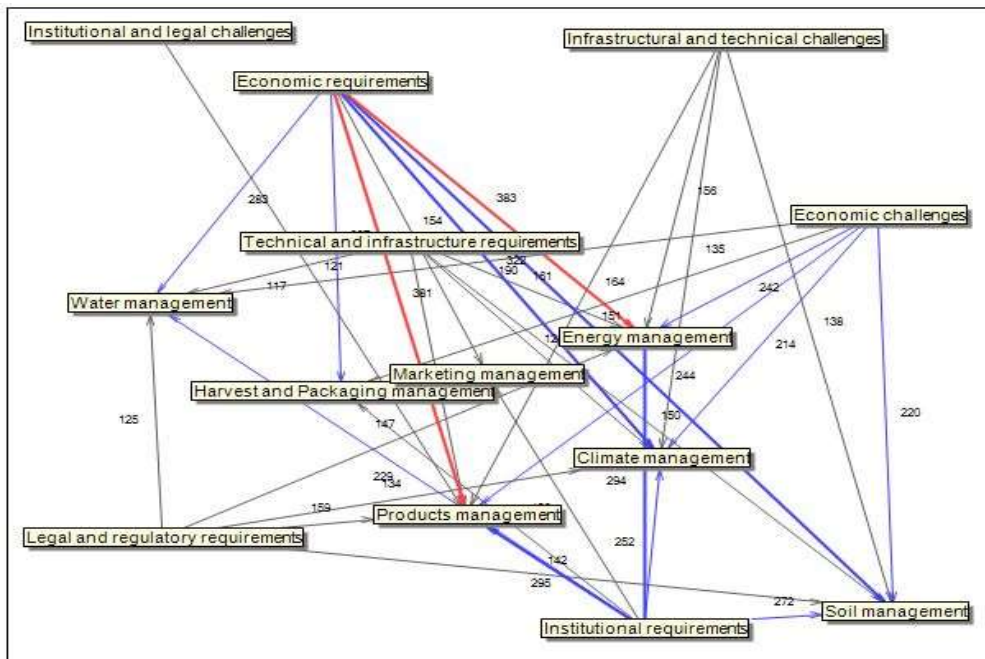 Institutional and legal challenges
Infrastructural and technical challenges
Economic requirements
383
156
283
154
Economic challenges
Technical and infrastructure requirements
135
322
121
190
161
164
117
381
242
Water management
151
138
Energy management
214
Marketing management
244
Harvest and Packaging management
220
125
147
150
Climate management
229
294
134
159
Products management
Legal and regulatory requirements
252
142
295
272
Soil management
Institutional requirements